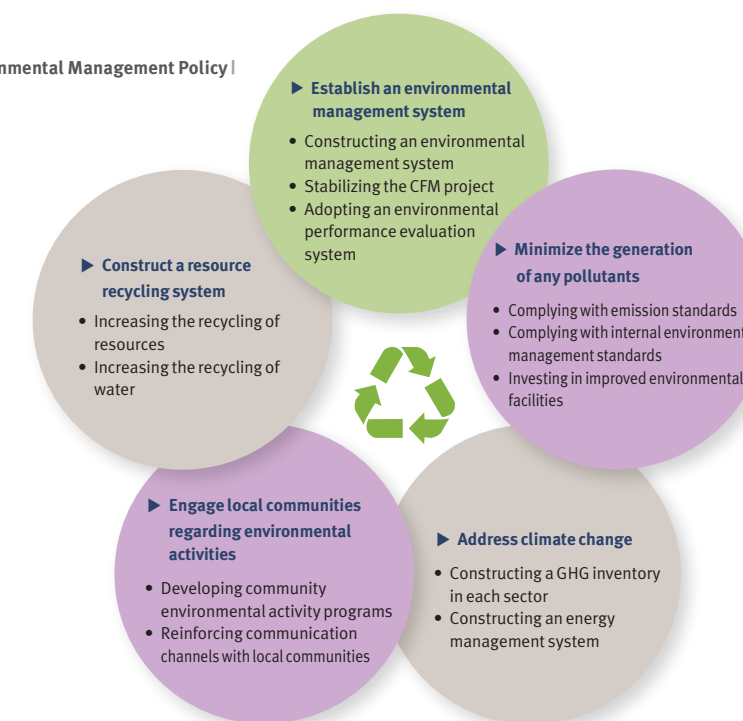 nmental Management Policy |
▶ Establish an environmental
management system
• Constructing an environmental
management system
• Stabilizing the CFM project
• Adopting an environmental
performance evaluation
system
▶ Minimize the generation
of any pollutants
• Complying with emission standards
• Complying with internal environment
management standards
• Investing in improved environmental
facilities
▶ Construct a resource
recycling system
• Increasing the recycling of
resources
• Increasing the recycling of
water
▶ Engage local communities
regarding environmental
activities
• Developing community
environmental activity programs
• Reinforcing communication
channels with local communities
▶ Address climate change
• Constructing a GHG inventory
in each sector
• Constructing an energy
management system